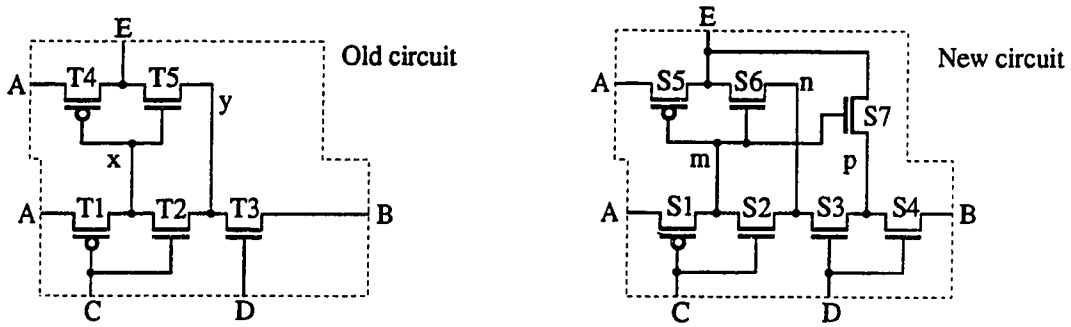 E
Old circuit
A
T4
T5
y
x
A
T1
T2
T3
B
C
D
E
New circuit
A
S5
S6
n
S7
m
p
A
S1
S2
S3
S4
B
C
D